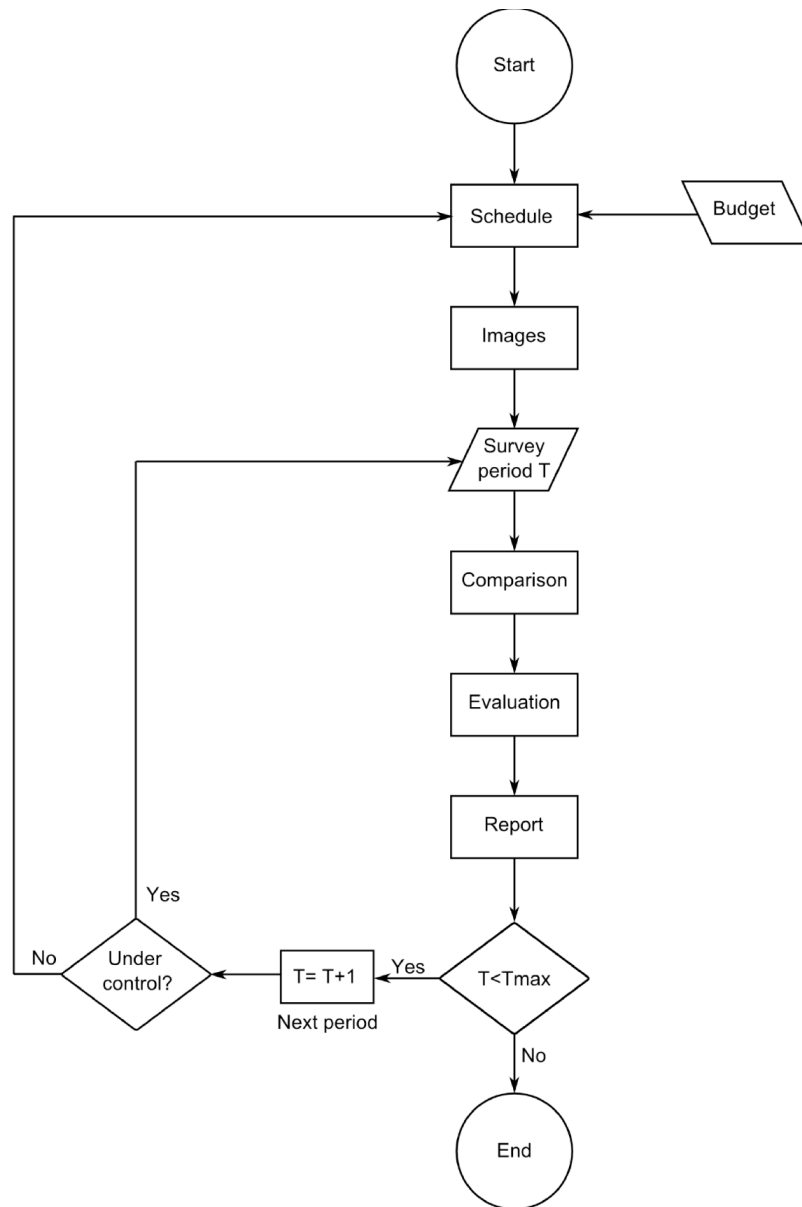 Start
Schedule
Budget
Images
Survey
period T
Comparison
Evaluation
Report
Yes
No
Under
control?
T= T+1
Yes
T<Tmax
Next period
No
End